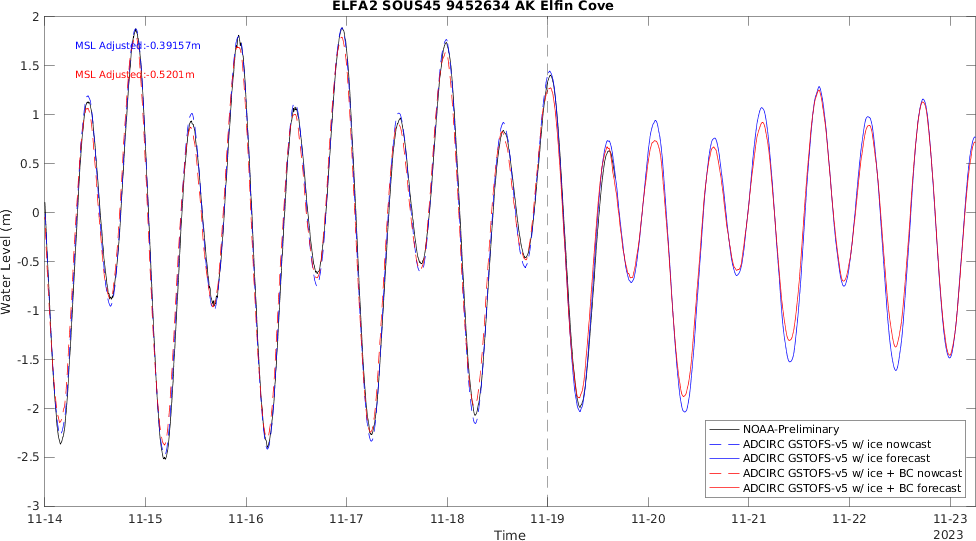 ELFA2 SOUS45 9452634 AK Elfin Cove
MSL Adjusted:-0.39157m
MSL Adjusted:-0.5201m
2
1.5
1
0.5
0
-0.5
-1
-1.5
-2
-2.5
-3
Water Level (m)
NOAA-Preliminary
ADCIRC GSTOFS-v5 w/ ice nowcast
ADCIRC GSTOFS-v5 w/ ice forecast
ADCIRC GSTOFS-v5 w/ ice + BC nowcast
ADCIRC GSTOFS-v5 w/ ice + BC forecast
11-14 11-15 11-16 11-17 11-18 11-19 11-20 11-21 11-22 11-23
Time
2023